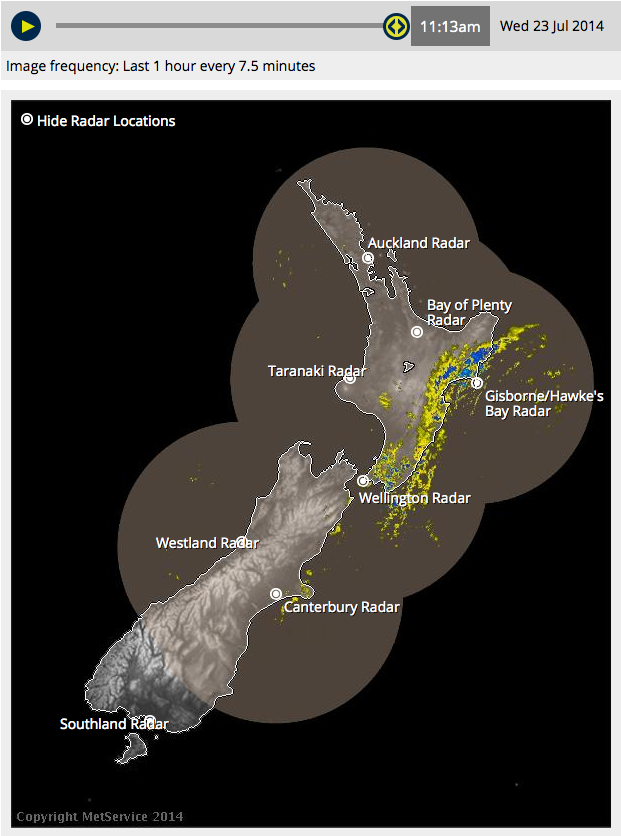 11:13am
Wed 23 Jul 2014
Image frequency: Last 1 hour every 7.5 minutes
Hide Radar Locations
Auckland Radar
Bay of Plenty
Radar
Taranaki Radar
Gisborne/Hawke's
Bay Radar
Wellington Radar
Westland Radar
Canterbury Radar
Southland Radar
Copyright MetService 2014